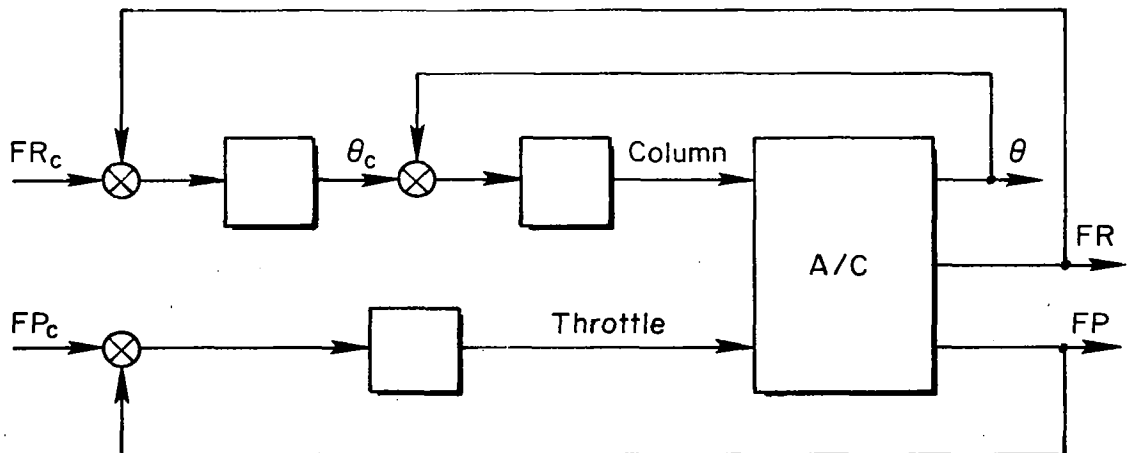 FRc
θc
Column
θ
FR
A/C
FPc
Throttle
FP